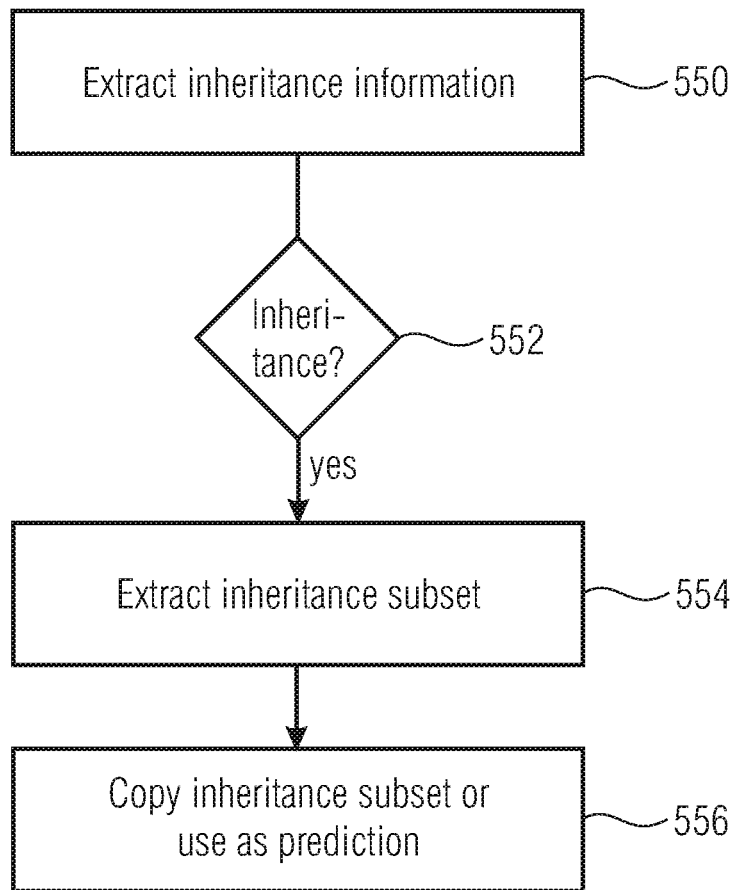 Extract inheritance information
550
Inheri-
tance?
552
yes
Extract inheritance subset
554
Copy inheritance subset or
use as prediction
556